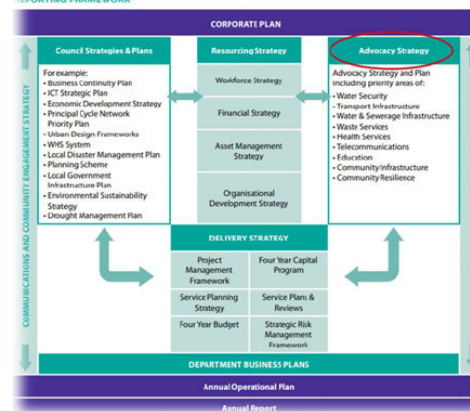 REPORTING FRAMEWORK
CORPORATE PLAN
COMMUNICATIONS AND COMMUNITY ENGAGEMENT STRATEGY
Council Strategies & Plans
For example:
• Business Continuity Plan
• ICT Strategic Plan
• Economic Development Strategy
• Principal Cycle Network
Priority Plan
• Urban Design Frameworks
• WHS System
• Local Disaster Management Plan
• Planning Scheme
• Local Government
Infrastructure Plan
• Environmental Sustainability
Strategy
• Drought Management Plan
Resourcing Strategy
Workforce Strategy
Financial Strategy
Asset Management
Strategy
Organisational
Development Strategy
Advocacy Strategy
Advocacy Strategy and Plan
including priority areas of:
• Water Security
• Transport Infrastructure
• Water & Sewerage Infrastructure
• Waste Services
• Health Services
• Telecommunications
• Education
• Community Infrastructure
• Community Resilience
DELIVERY STRATEGY
Project
Management
Framework
Four Year Capital
Program
Service Planning
Strategy
Service Plans &
Reviews
Four Year Budget
Strategic Risk
Management
Framework
DEPARTMENT BUSINESS PLANS
Annual Operational Plan
Annual Report